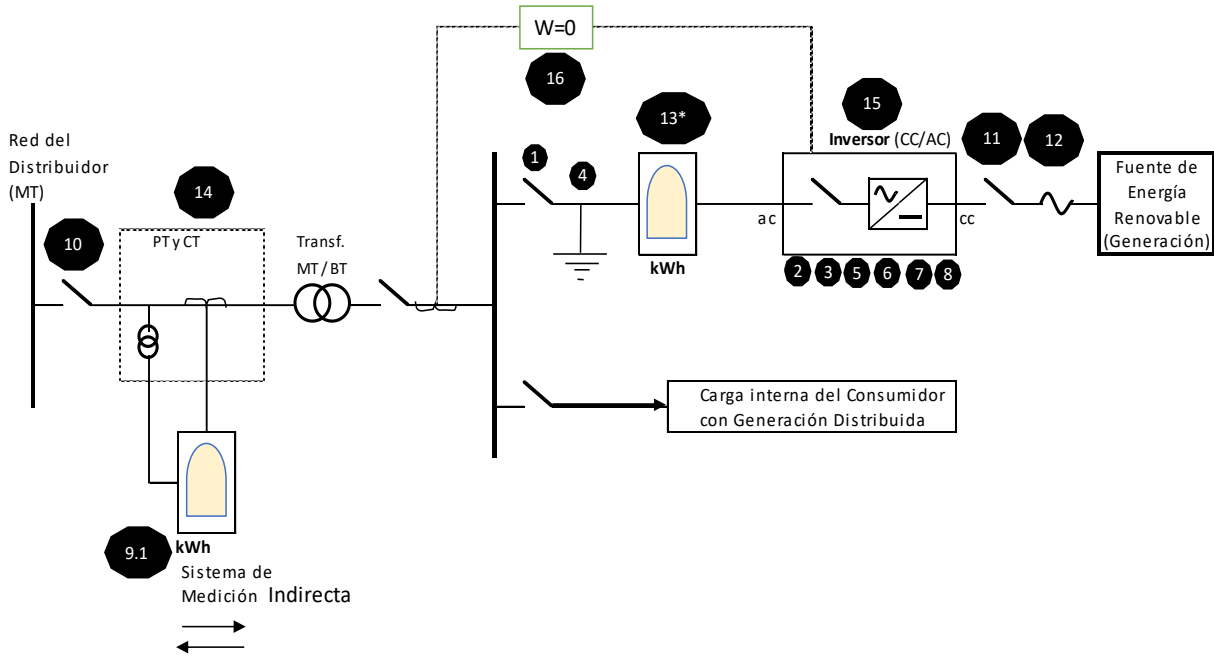 W=0
16
15
13*
Inversor (CC/AC)
11
12
Red del
Distribuidor
(MT)
14
1
4
Fuente de
Energía
Renovable
(Generación)
10
PT y CT
Transf.
MT / BT
ac
cc
kWh
2
3
5
6
7
8
Carga interna del Consumidor
con Generación Distribuida
9.1
kWh
Sistema de
Medición Indirecta